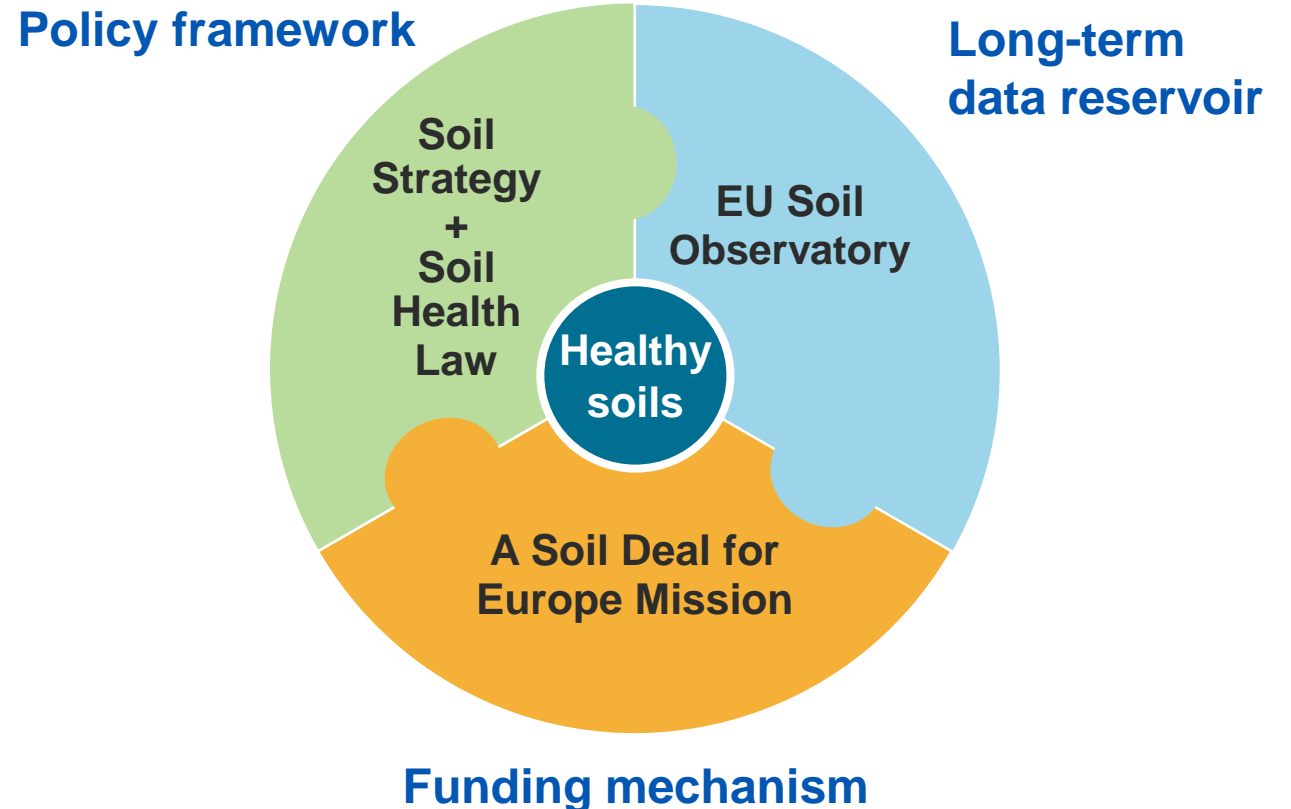 Policy framework
Long-term
data reservoir
Soil
Strategy
+
Soil
Health
Law
EU Soil
Observatory
Healthy
soils
A Soil Deal for
Europe Mission
Funding mechanism